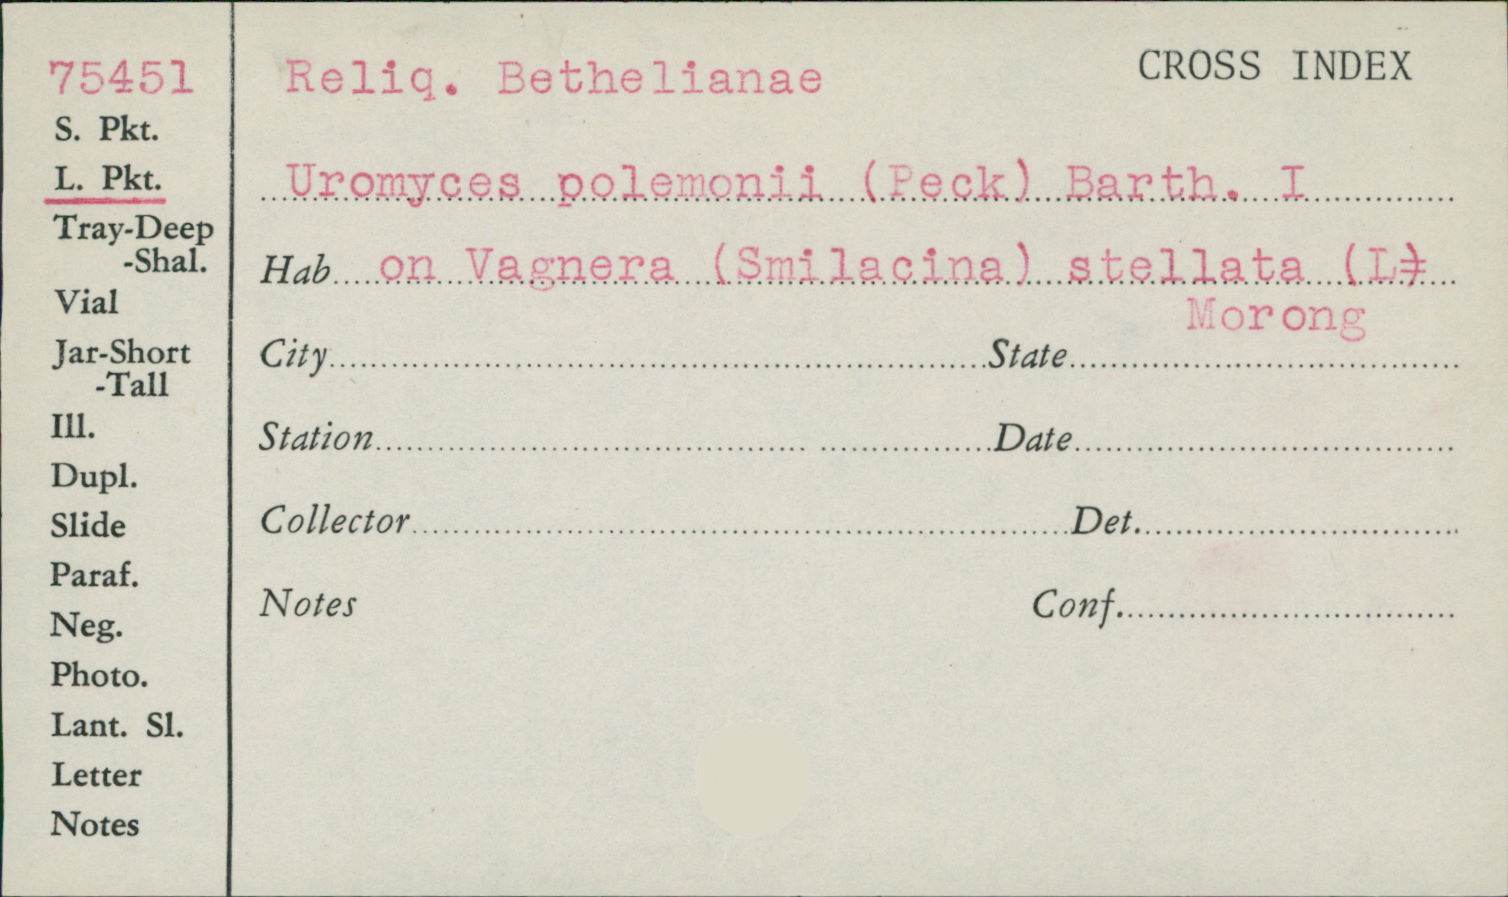 75451
S. Pkt.
L. Pkt.
Tray-Deep
-Shal.
Vial
Jar-Short
-Tall
Ill.
Dupl.
Slide
Paraf.
Neg.
Photo.
Lant. Sl.
Letter
Notes
Reliq. Bethelianae
CROSS INDEX
Uromyces polemonii (Peck) Barth. I
Hab on Vagnera (Smilacina) stellata (L)
Morong
City State
Station Date
Collector Det.
Notes Conf.